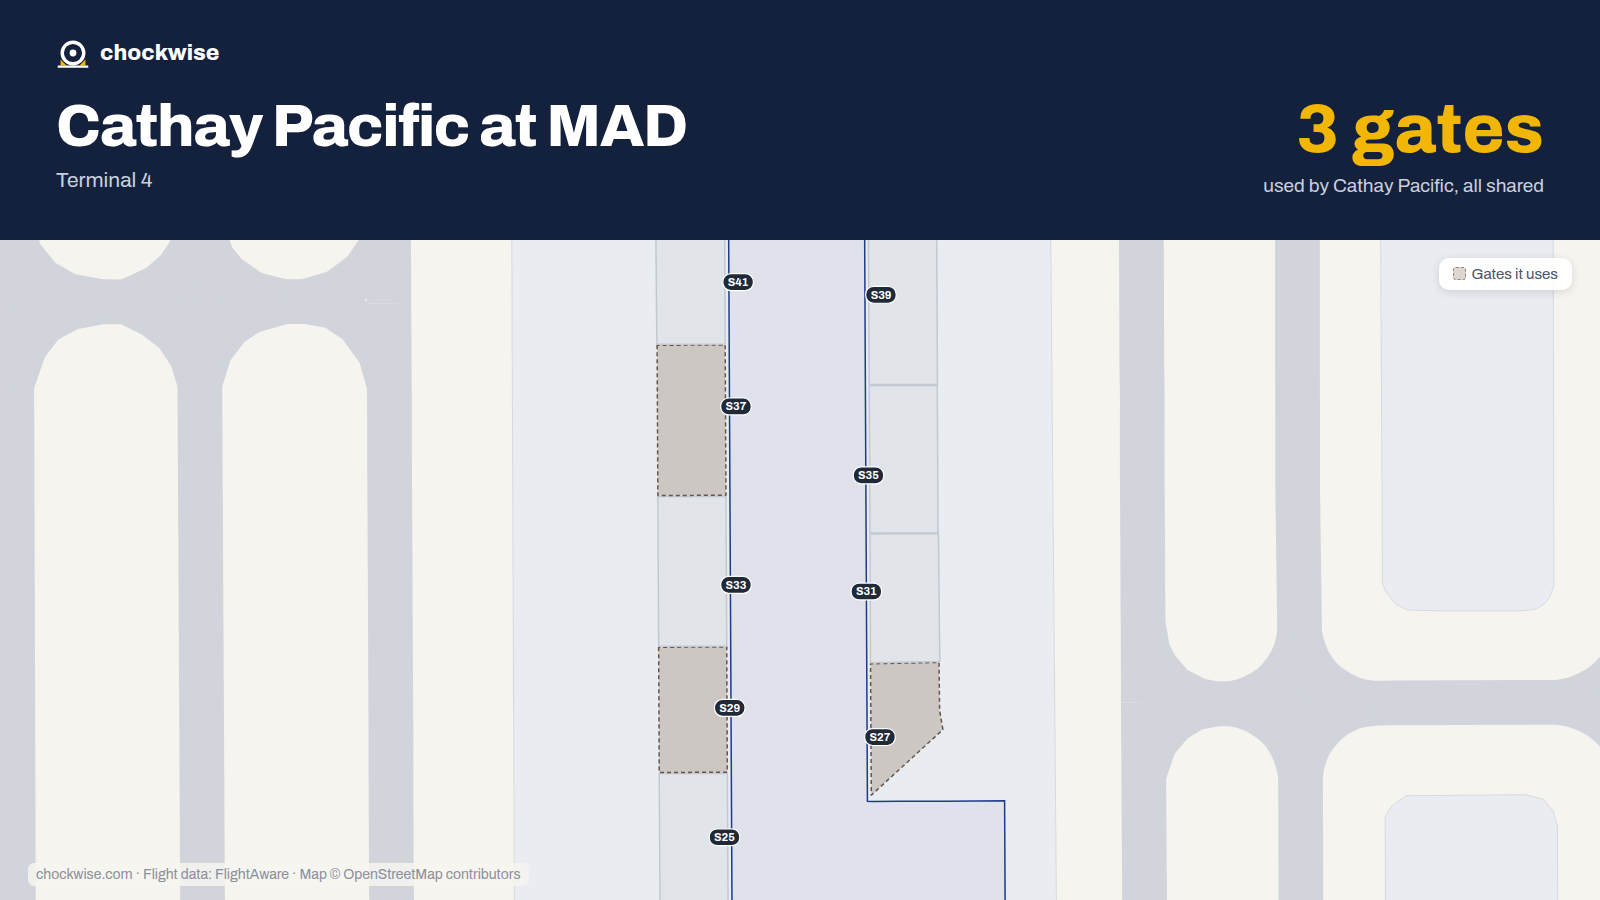 chockwise
Cathay Pacific at MAD
Terminal 4
3 gates
used by Cathay Pacific, all shared
Gates it uses
S41
S39
S37
S35
S33
S31
S29
S27
S25
chockwise.com · Flight data: FlightAware · Map © OpenStreetMap contributors